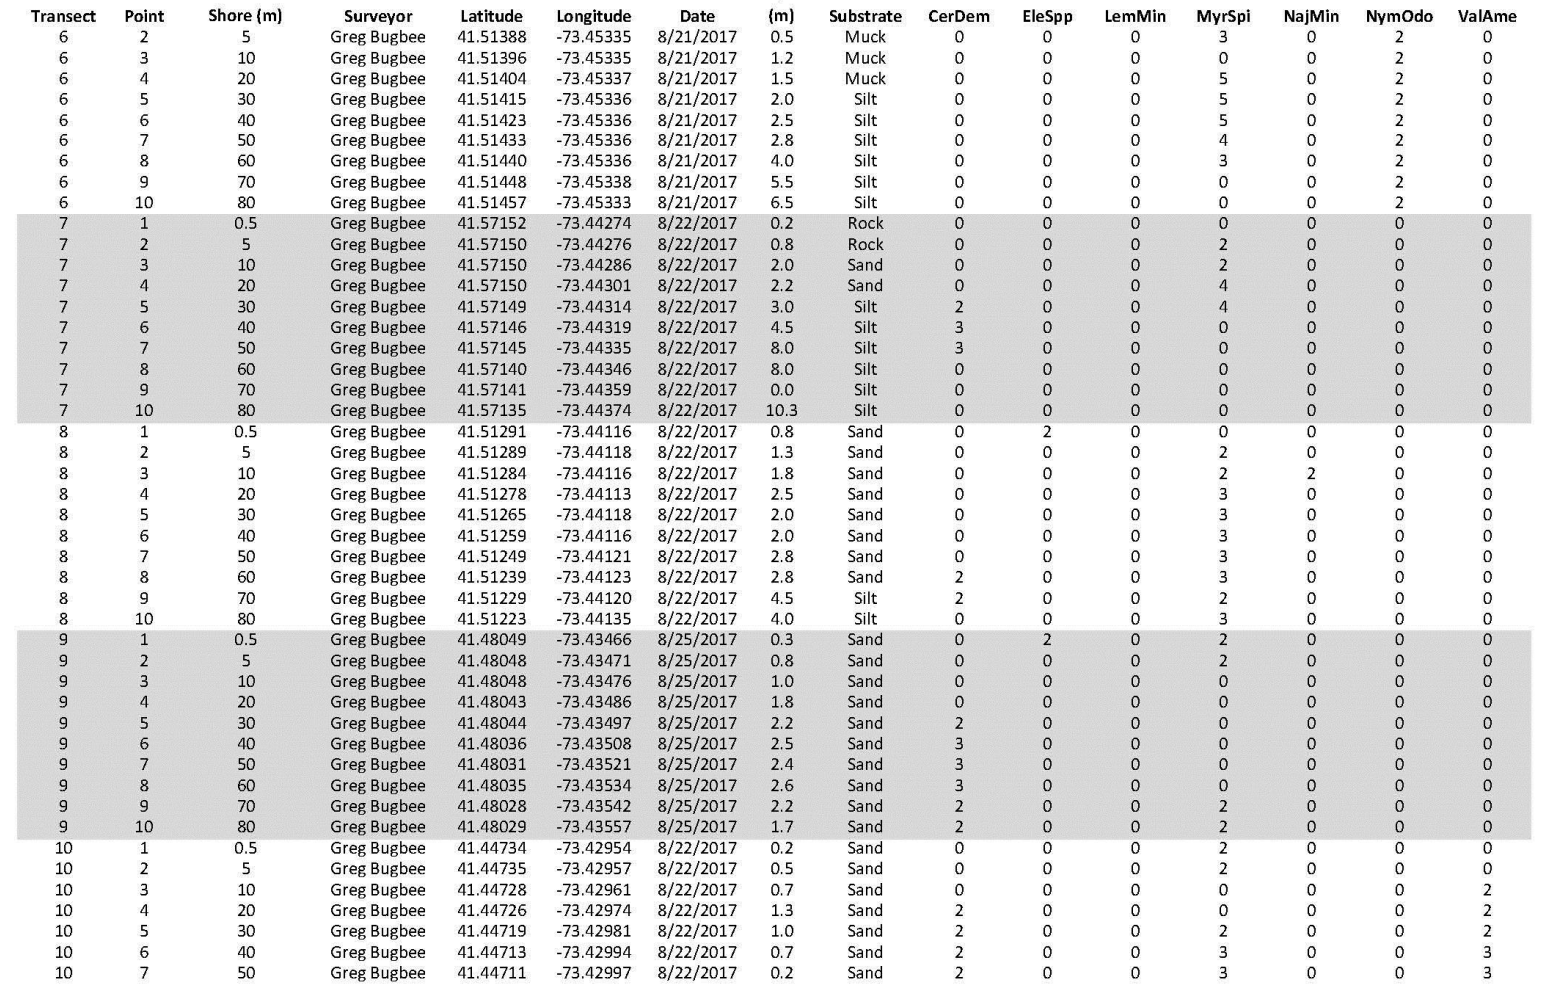 Transect Point Shore (m) Surveyor Latitude Longitude Date (m) Substrate CerDem EleSpp LemMin MyrSpi NajMin NymOdo ValAme
6 2 5 Greg Bugbee 41.51388 -73.45335 8/21/2017 0.5 Muck 0 0 0 3 0 2 0
6 3 10 Greg Bugbee 41.51396 -73.45335 8/21/2017 1.2 Muck 0 0 0 0 0 2 0
6 4 20 Greg Bugbee 41.51404 -73.45337 8/21/2017 1.5 Muck 0 0 0 5 0 2 0
6 5 30 Greg Bugbee 41.51415 -73.45336 8/21/2017 2.0 Silt 0 0 0 5 0 2 0
6 6 40 Greg Bugbee 41.51423 -73.45336 8/21/2017 2.5 Silt 0 0 0 5 0 2 0
6 7 50 Greg Bugbee 41.51433 -73.45336 8/21/2017 2.8 Silt 0 0 0 4 0 2 0
6 8 60 Greg Bugbee 41.51440 -73.45336 8/21/2017 4.0 Silt 0 0 0 3 0 2 0
6 9 70 Greg Bugbee 41.51448 -73.45338 8/21/2017 5.5 Silt 0 0 0 0 0 2 0
6 10 80 Greg Bugbee 41.51457 -73.45333 8/21/2017 6.5 Silt 0 0 0 0 0 2 0
7 1 0.5 Greg Bugbee 41.57152 -73.44274 8/22/2017 0.2 Rock 0 0 0 0 0 0 0
7 2 5 Greg Bugbee 41.57150 -73.44276 8/22/2017 0.8 Rock 0 0 0 2 0 0 0
7 3 10 Greg Bugbee 41.57150 -73.44286 8/22/2017 2.0 Sand 0 0 0 2 0 0 0
7 4 20 Greg Bugbee 41.57150 -73.44301 8/22/2017 2.2 Sand 0 0 0 4 0 0 0
7 5 30 Greg Bugbee 41.57149 -73.44314 8/22/2017 3.0 Silt 2 0 0 4 0 0 0
7 6 40 Greg Bugbee 41.57146 -73.44319 8/22/2017 4.5 Silt 3 0 0 0 0 0 0
7 7 50 Greg Bugbee 41.57145 -73.44335 8/22/2017 8.0 Silt 3 0 0 0 0 0 0
7 8 60 Greg Bugbee 41.57140 -73.44346 8/22/2017 8.0 Silt 0 0 0 0 0 0 0
7 9 70 Greg Bugbee 41.57141 -73.44359 8/22/2017 0.0 Silt 0 0 0 0 0 0 0
7 10 80 Greg Bugbee 41.57135 -73.44374 8/22/2017 10.3 Silt 0 0 0 0 0 0 0
8 1 0.5 Greg Bugbee 41.51291 -73.44116 8/22/2017 0.8 Sand 0 2 0 0 0 0 0
8 2 5 Greg Bugbee 41.51289 -73.44118 8/22/2017 1.3 Sand 0 0 0 2 0 0 0
8 3 10 Greg Bugbee 41.51284 -73.44116 8/22/2017 1.8 Sand 0 0 0 2 2 0 0
8 4 20 Greg Bugbee 41.51278 -73.44113 8/22/2017 2.5 Sand 0 0 0 3 0 0 0
8 5 30 Greg Bugbee 41.51265 -73.44118 8/22/2017 2.0 Sand 0 0 0 3 0 0 0
8 6 40 Greg Bugbee 41.51259 -73.44116 8/22/2017 2.0 Sand 0 0 0 3 0 0 0
8 7 50 Greg Bugbee 41.51249 -73.44121 8/22/2017 2.8 Sand 0 0 0 3 0 0 0
8 8 60 Greg Bugbee 41.51239 -73.44123 8/22/2017 2.8 Sand 2 0 0 3 0 0 0
8 9 70 Greg Bugbee 41.51229 -73.44120 8/22/2017 4.5 Silt 2 0 0 2 0 0 0
8 10 80 Greg Bugbee 41.51223 -73.44135 8/22/2017 4.0 Silt 0 0 0 3 0 0 0
9 1 0.5 Greg Bugbee 41.48049 -73.43466 8/25/2017 0.3 Sand 0 2 0 2 0 0 0
9 2 5 Greg Bugbee 41.48048 -73.43471 8/25/2017 0.8 Sand 0 0 0 2 0 0 0
9 3 10 Greg Bugbee 41.48048 -73.43476 8/25/2017 1.0 Sand 0 0 0 0 0 0 0
9 4 20 Greg Bugbee 41.48043 -73.43486 8/25/2017 1.8 Sand 0 0 0 0 0 0 0
9 5 30 Greg Bugbee 41.48044 -73.43497 8/25/2017 2.2 Sand 2 0 0 0 0 0 0
9 6 40 Greg Bugbee 41.48036 -73.43508 8/25/2017 2.5 Sand 3 0 0 0 0 0 0
9 7 50 Greg Bugbee 41.48031 -73.43521 8/25/2017 2.4 Sand 3 0 0 0 0 0 0
9 8 60 Greg Bugbee 41.48035 -73.43534 8/25/2017 2.6 Sand 3 0 0 0 0 0 0
9 9 70 Greg Bugbee 41.48028 -73.43542 8/25/2017 2.2 Sand 2 0 0 2 0 0 0
9 10 80 Greg Bugbee 41.48029 -73.43557 8/25/2017 1.7 Sand 2 0 0 2 0 0 0
10 1 0.5 Greg Bugbee 41.44734 -73.42954 8/22/2017 0.2 Sand 0 0 0 2 0 0 0
10 2 5 Greg Bugbee 41.44735 -73.42957 8/22/2017 0.5 Sand 0 0 0 2 0 0 0
10 3 10 Greg Bugbee 41.44728 -73.42961 8/22/2017 0.7 Sand 0 0 0 0 0 0 2
10 4 20 Greg Bugbee 41.44726 -73.42974 8/22/2017 1.3 Sand 2 0 0 0 0 0 2
10 5 30 Greg Bugbee 41.44719 -73.42981 8/22/2017 1.0 Sand 2 0 0 2 0 0 2
10 6 40 Greg Bugbee 41.44713 -73.42994 8/22/2017 0.7 Sand 2 0 0 3 0 0 3
10 7 50 Greg Bugbee 41.44711 -73.42997 8/22/2017 0.2 Sand 2 0 0 3 0 0 3